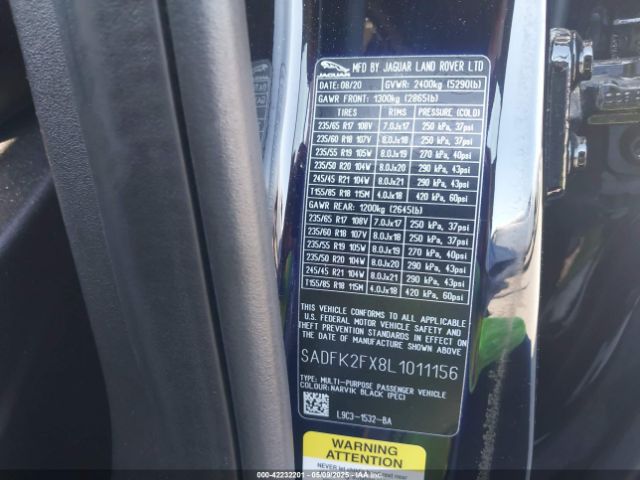 JAGUAR
MFD BY JAGUAR LAND ROVER LTD
DATE: 08/20 GVWR: 2400kg (5290lb)
GAWR FRONT: 1300kg (2865lb)
TIRES RIMS PRESSURE (COLD)
235/65 R17 108V 7.0Jx17 250 kPa, 37psi
235/60 R18 107V 8.0Jx18 250 kPa, 37psi
235/55 R19 105W 8.0Jx19 270 kPa, 40psi
235/50 R20 104W 8.0Jx20 290 kPa, 43psi
245/45 R21 104W 8.0Jx21 290 kPa, 43psi
T155/85 R18 115M 4.0Jx18 420 kPa, 60psi
GAWR REAR: 1200kg (2645lb)
235/65 R17 108V 7.0Jx17 250 kPa, 37psi
235/60 R18 107V 8.0Jx18 250 kPa, 37psi
235/55 R19 105W 8.0Jx19 270 kPa, 40psi
235/50 R20 104W 8.0Jx20 290 kPa, 43psi
245/45 R21 104W 8.0Jx21 290 kPa, 43psi
T155/85 R18 115M 4.0Jx18 420 kPa, 60psi
THIS VEHICLE CONFORMS TO ALL APPLICABLE
U.S. FEDERAL MOTOR VEHICLE SAFETY AND
THEFT PREVENTION STANDARDS IN EFFECT
ON THE DATE OF MANUFACTURE SHOWN ABOVE.
SADFK2FX8L1011156
TYPE: MULTI-PURPOSE PASSENGER VEHICLE
COLOUR: NARVIK BLACK (PEC)
L9C3-1532-BA
WARNING
ATTENTION
NEVER use a
000-42232201 - 05/09/2025 - IAAI.COM